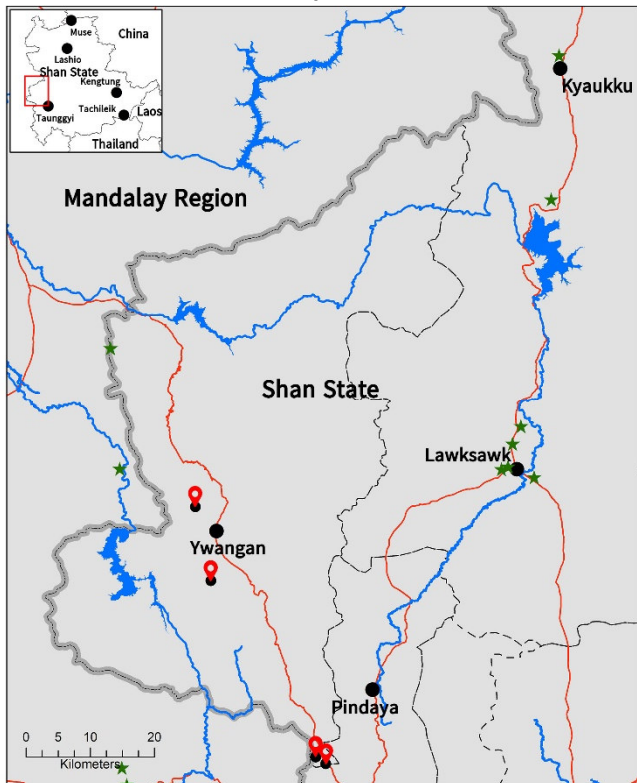 China
Muse
Lashio
Shan State
Kengtung
Tachileik
Laos
Taunggyi
Thailand
Kyaukku
Mandalay Region
Shan State
Lawksawk
Ywangan
Pindaya
0 5 10 20
Kilometers